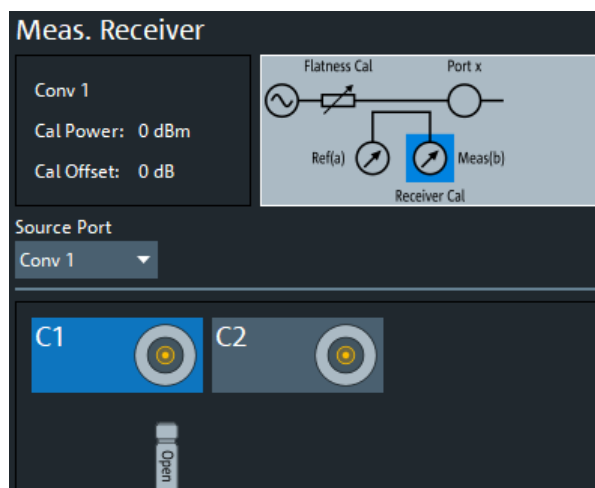 Meas. Receiver
Conv 1
Cal Power: 0 dBm
Cal Offset: 0 dB
Flatness Cal
Port x
Ref(a)
Meas(b)
Receiver Cal
Source Port
Conv 1
C1
C2
Open